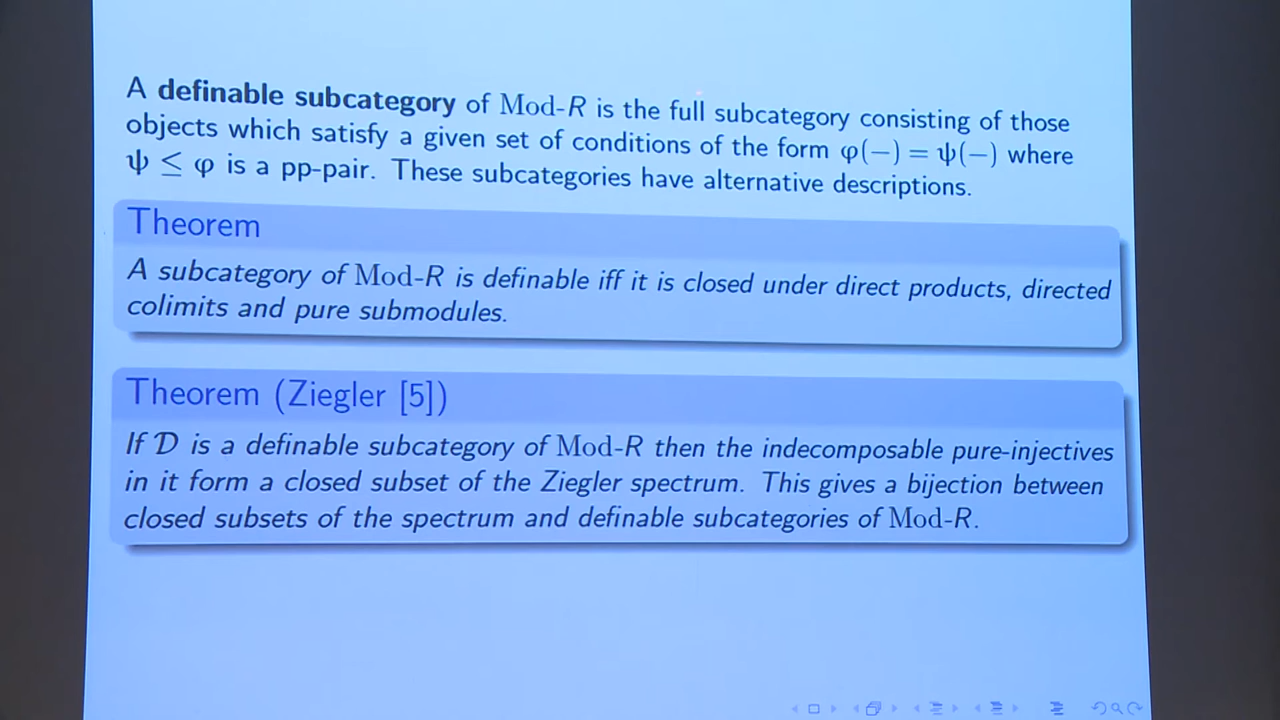 A definable subcategory of Mod-R is the full subcategory consisting of those
objects which satisfy a given set of conditions of the form φ(−) = ψ(−) where
ψ ≤ φ is a pp-pair. These subcategories have alternative descriptions.
Theorem
A subcategory of Mod-R is definable iff it is closed under direct products, directed
colimits and pure submodules.
Theorem (Ziegler [5])
If 𝒟 is a definable subcategory of Mod-R then the indecomposable pure-injectives
in it form a closed subset of the Ziegler spectrum. This gives a bijection between
closed subsets of the spectrum and definable subcategories of Mod-R.